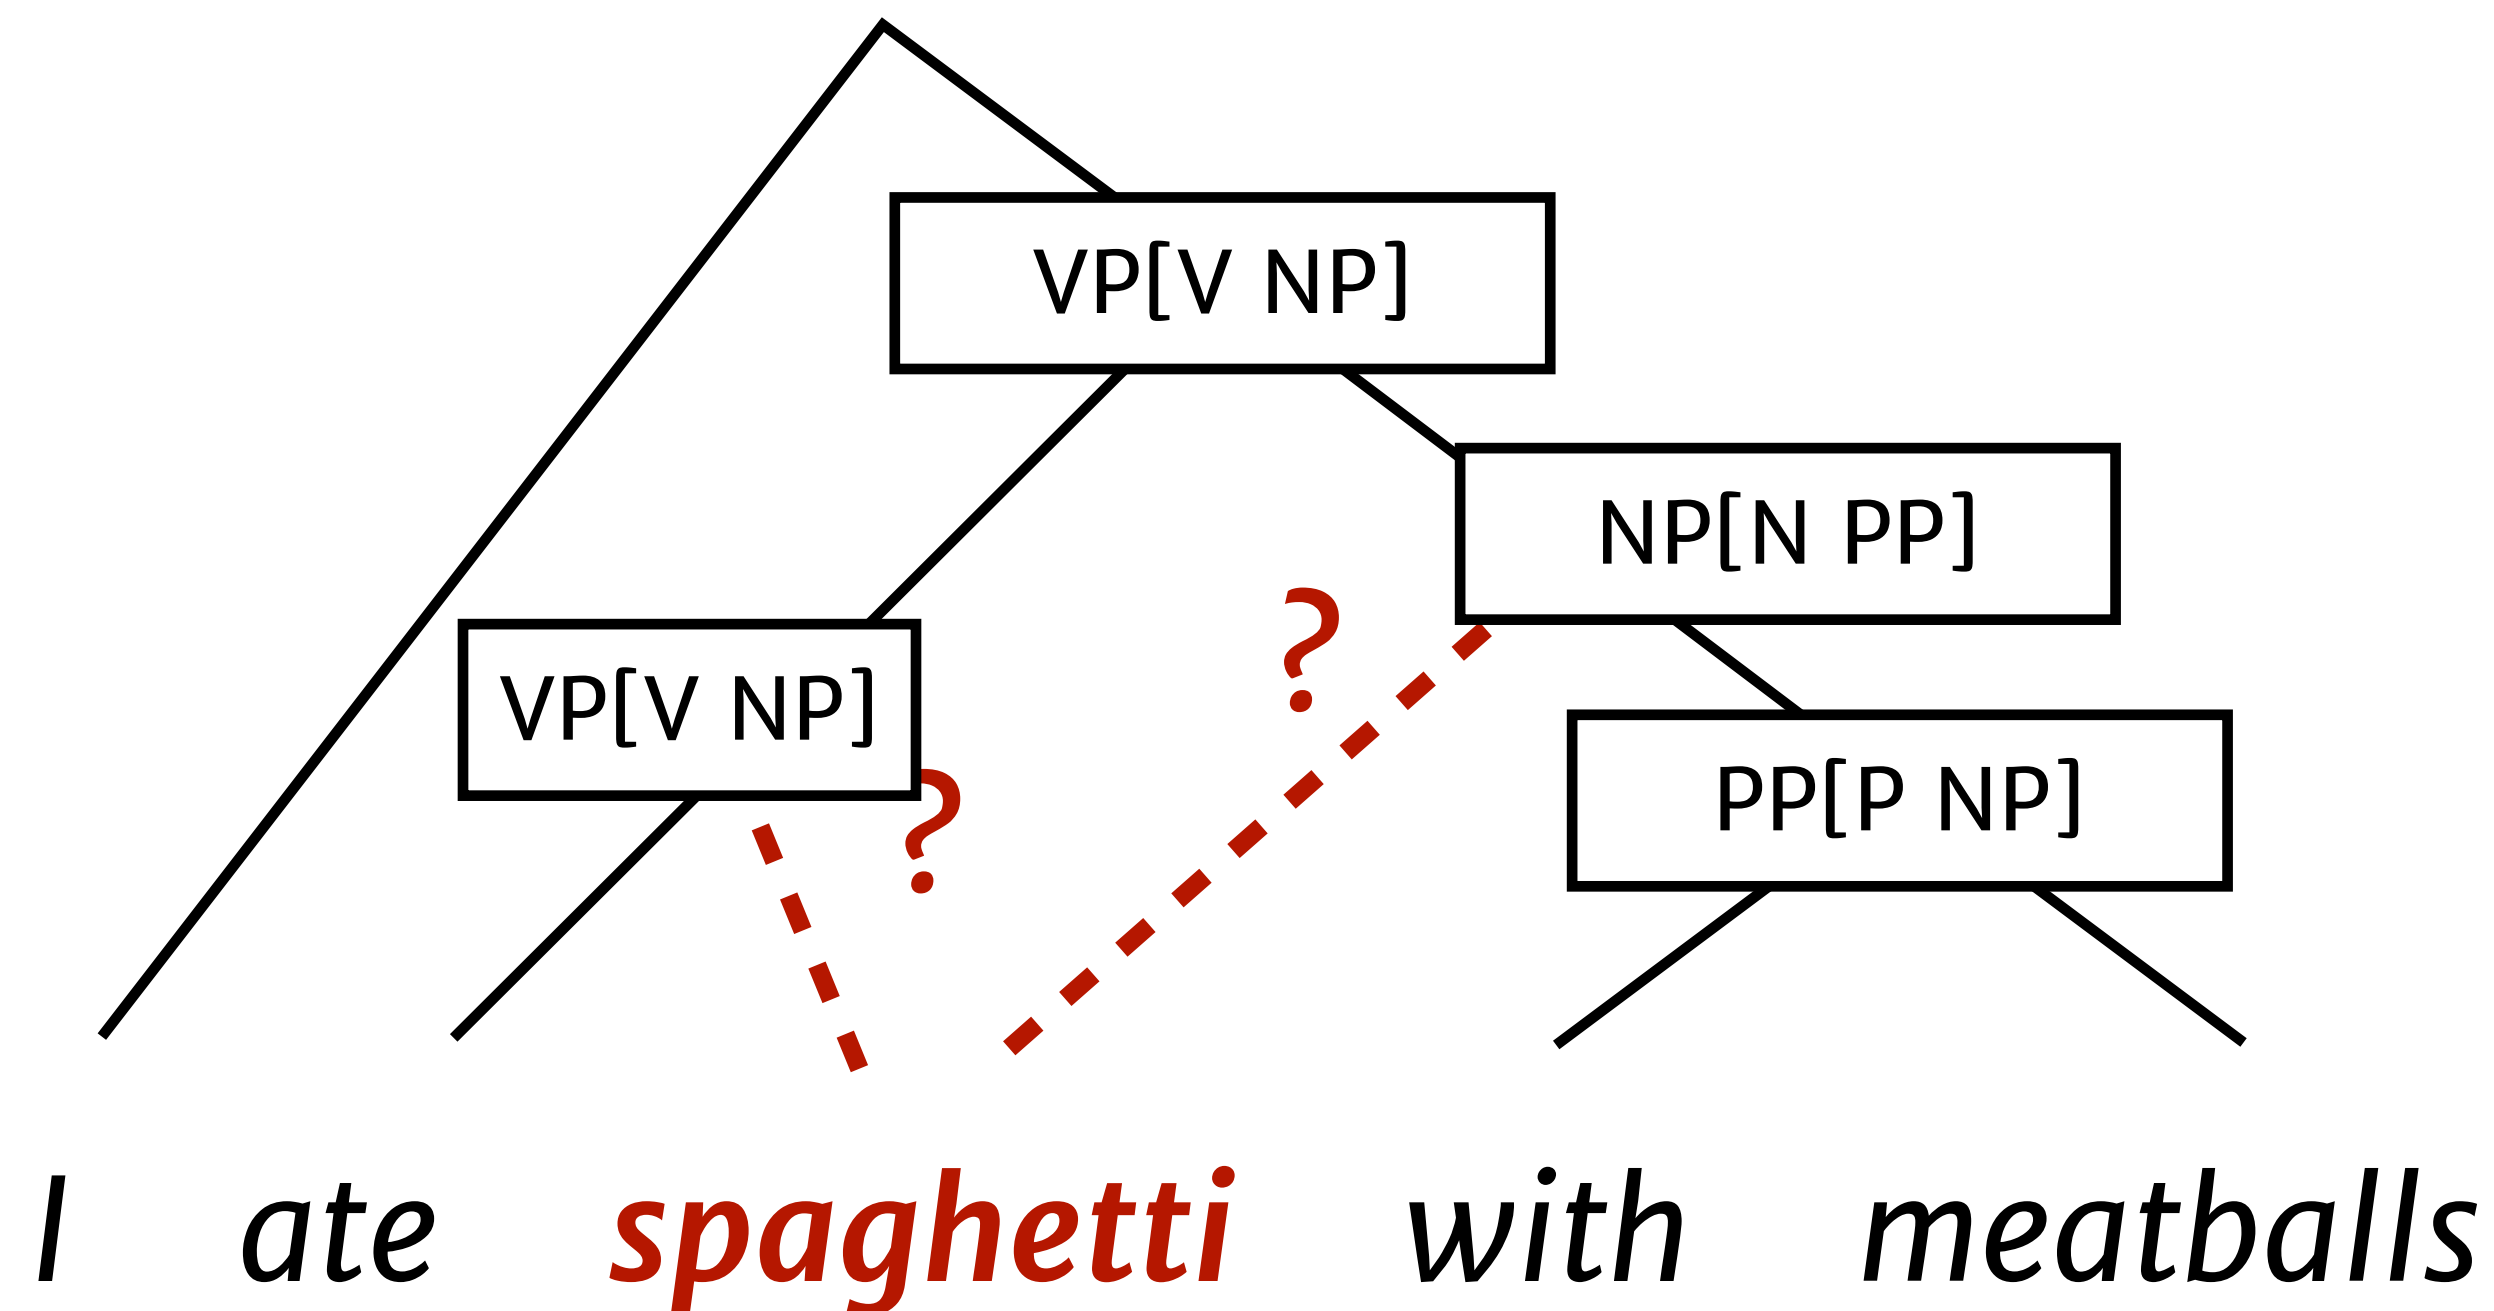 VP[V NP]
NP[N PP]
?
VP[V NP]
PP[P NP]
?
I ate spaghetti with meatballs